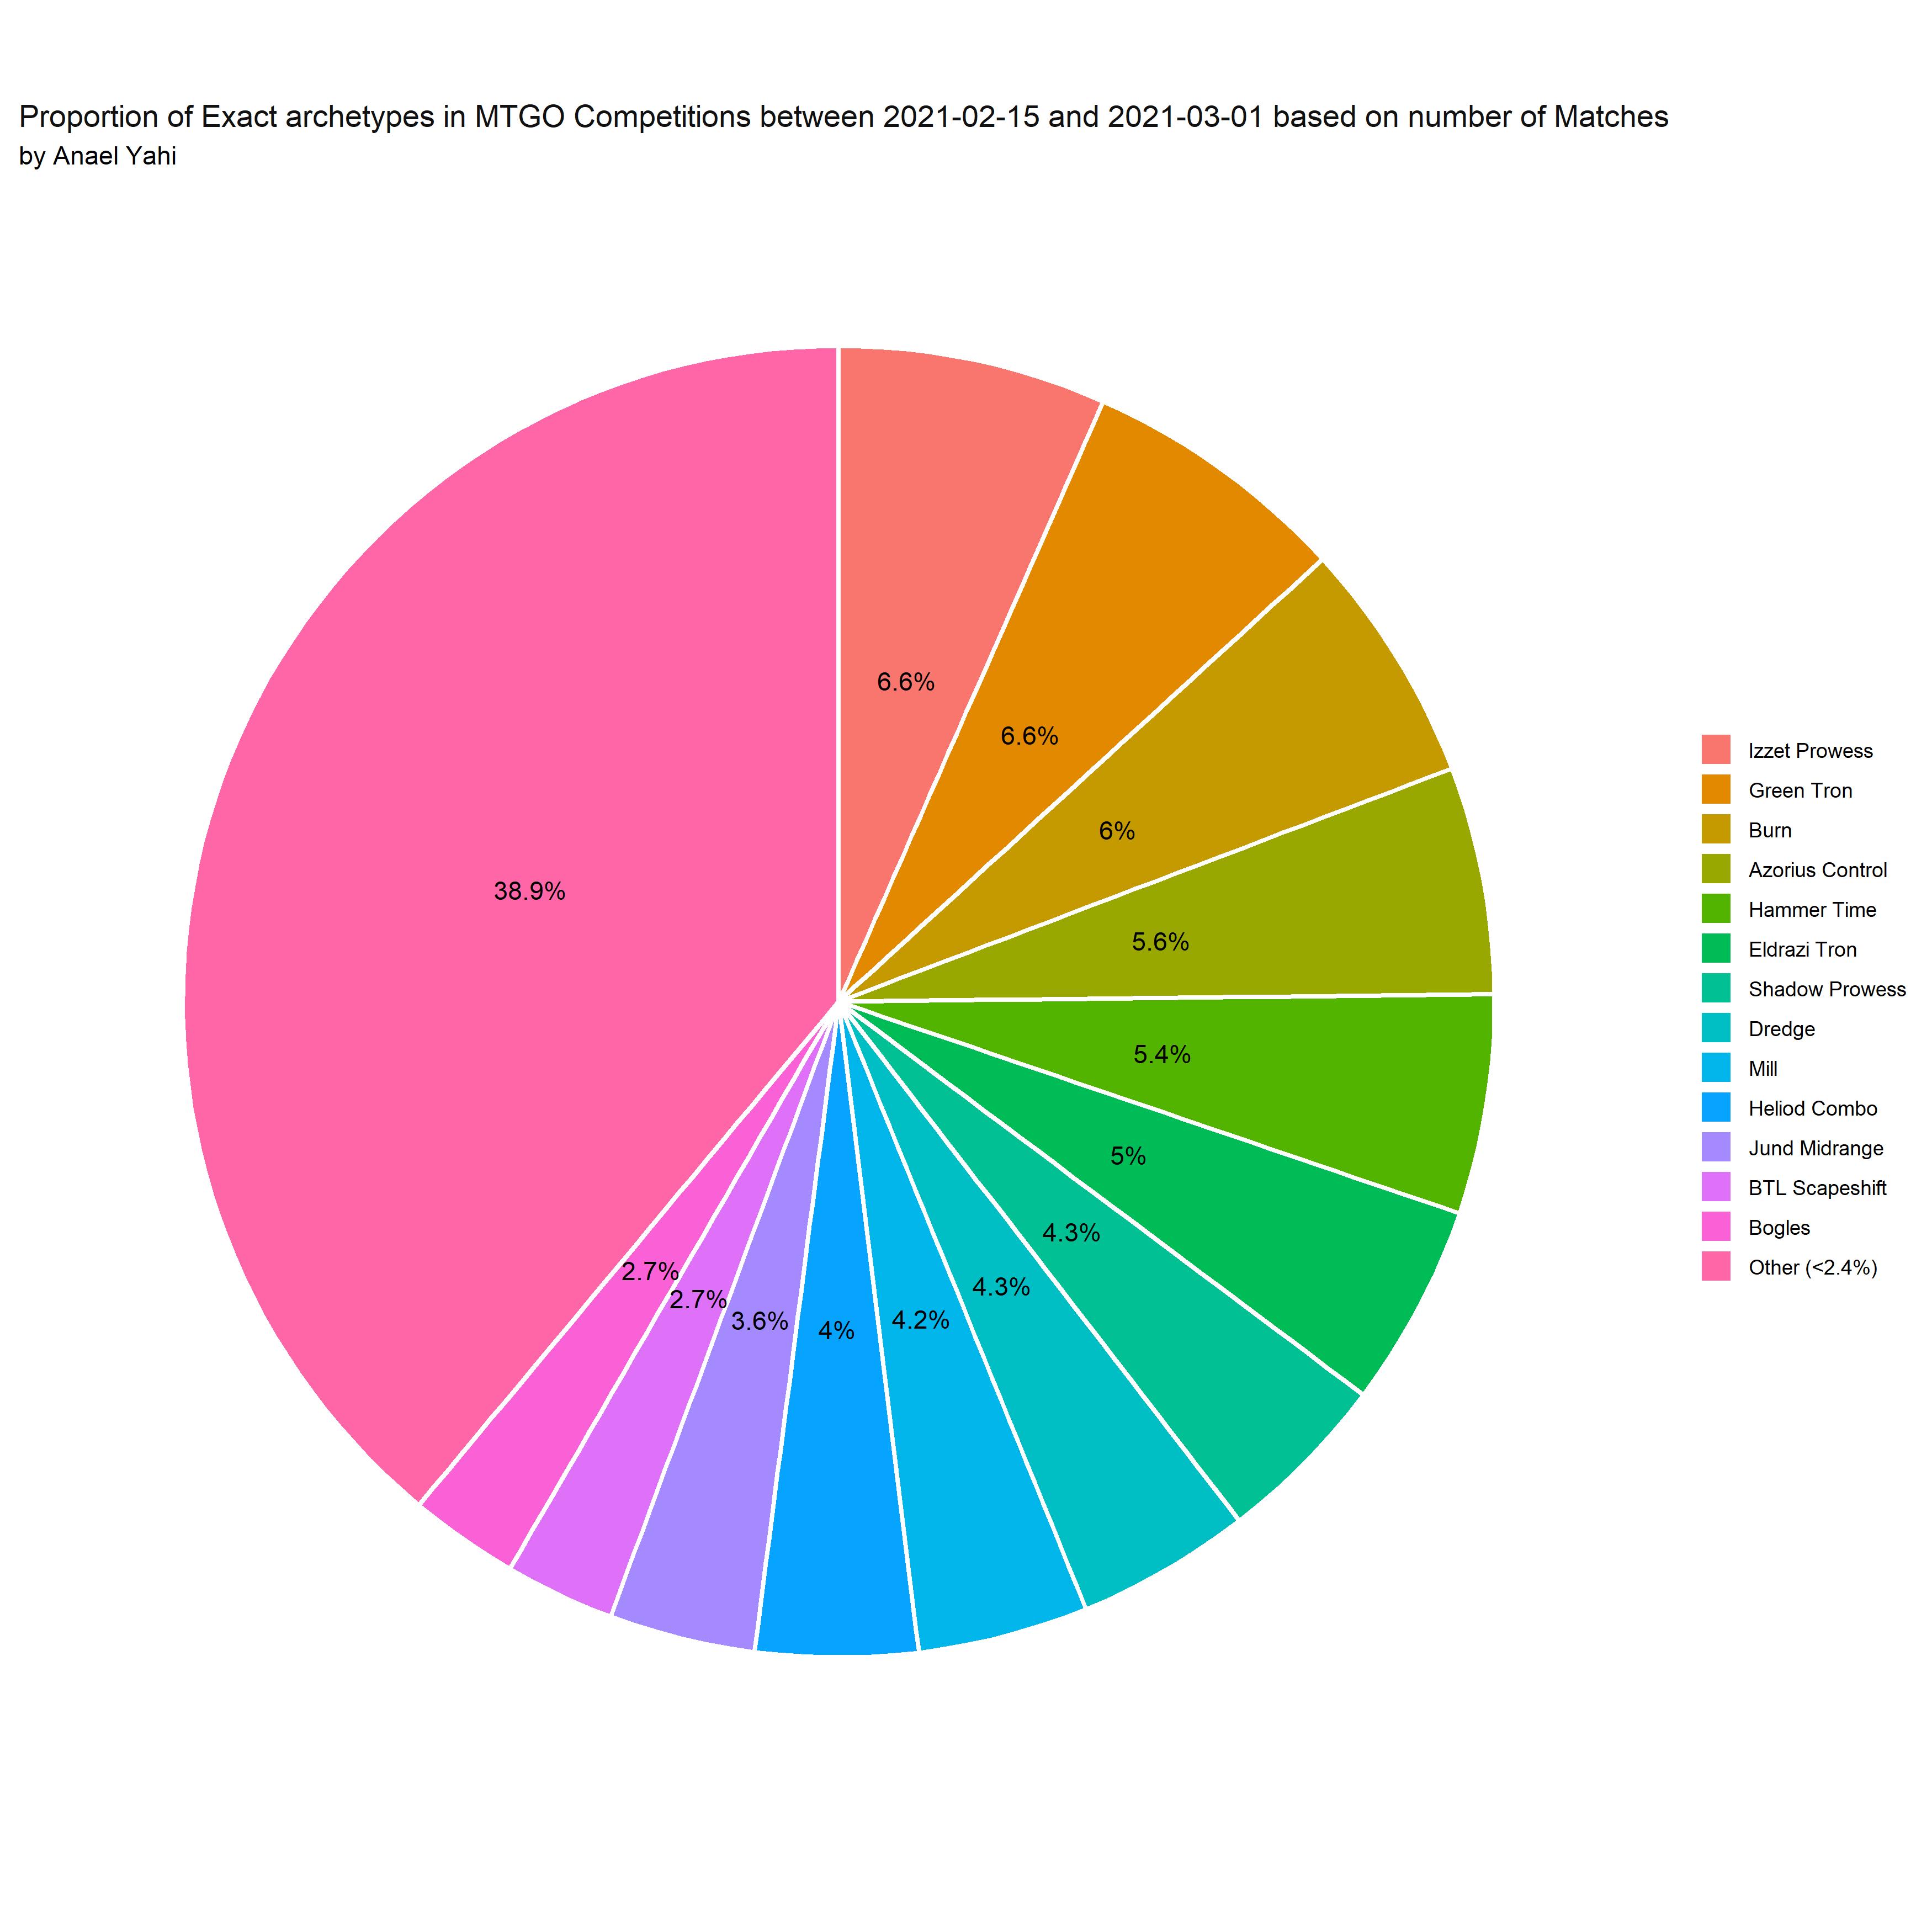 Proportion of Exact archetypes in MTGO Competitions between 2021-02-15 and 2021-03-01 based on number of Matches
by Anael Yahi
6.6%
6.6%
6%
5.6%
5.4%
5%
4.3%
4.3%
4.2%
4%
3.6%
2.7%
2.7%
38.9%
Izzet Prowess
Green Tron
Burn
Azorius Control
Hammer Time
Eldrazi Tron
Shadow Prowess
Dredge
Mill
Heliod Combo
Jund Midrange
BTL Scapeshift
Bogles
Other (<2.4%)